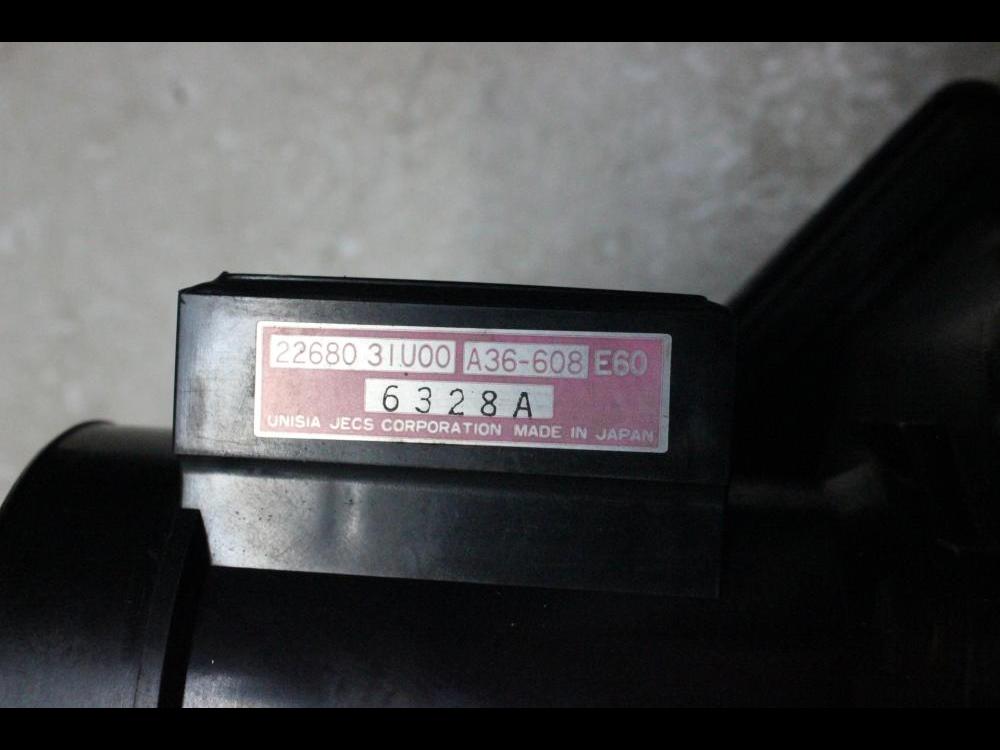 22680 31U00 A36-608 E60
6328A
UNISIA JECS CORPORATION MADE IN JAPAN